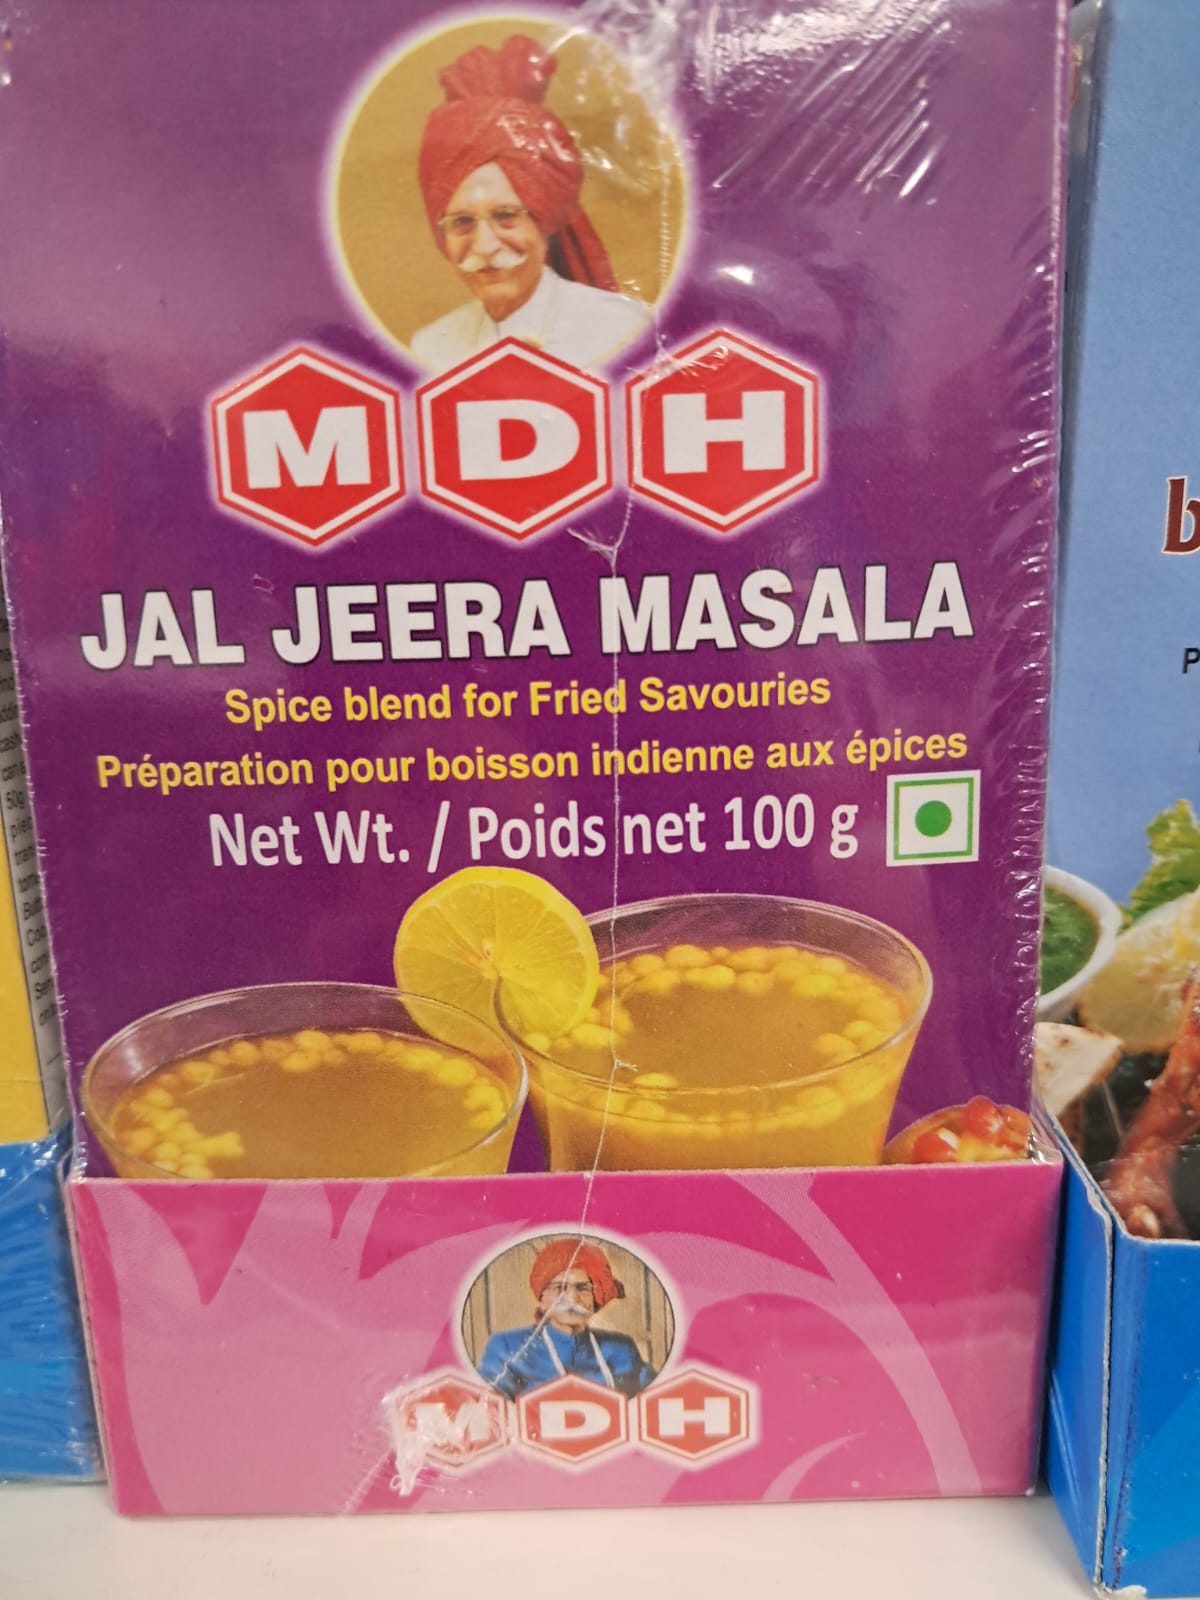 MDH
JAL JEERA MASALA
Spice blend for Fried Savouries
Préparation pour boisson indienne aux épices
Net Wt. / Poids net 100 g
MDH
b
P
50g